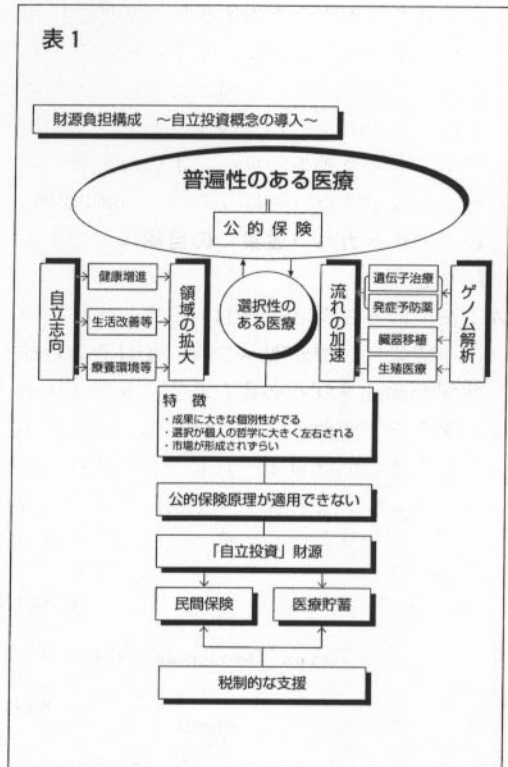 表1
財源負担構成 〜自立投資概念の導入〜
普遍性のある医療
公的保険
自立志向
健康増進
生活改善等
療養環境等
領域の拡大
選択性の
ある医療
流れの加速
遺伝子治療
発症予防薬
臓器移植
生殖医療
ゲノム解析
特徴
・成果に大きな個別性がでる
・選択が個人の哲学に大きく左右される
・市場が形成されずらい
公的保険原理が適用できない
「自立投資」財源
民間保険
医療貯蓄
税制的な支援